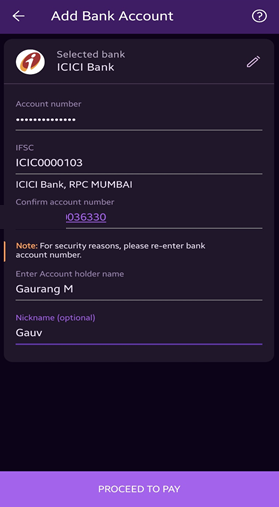 Add Bank Account
Selected bank
ICICI Bank
Account number
••••••••••••••
IFSC
ICIC0000103
ICICI Bank, RPC MUMBAI
Confirm account number
0036330
Note: For security reasons, please re-enter bank
account number.
Enter Account holder name
Gaurang M
Nickname (optional)
Gauv
PROCEED TO PAY